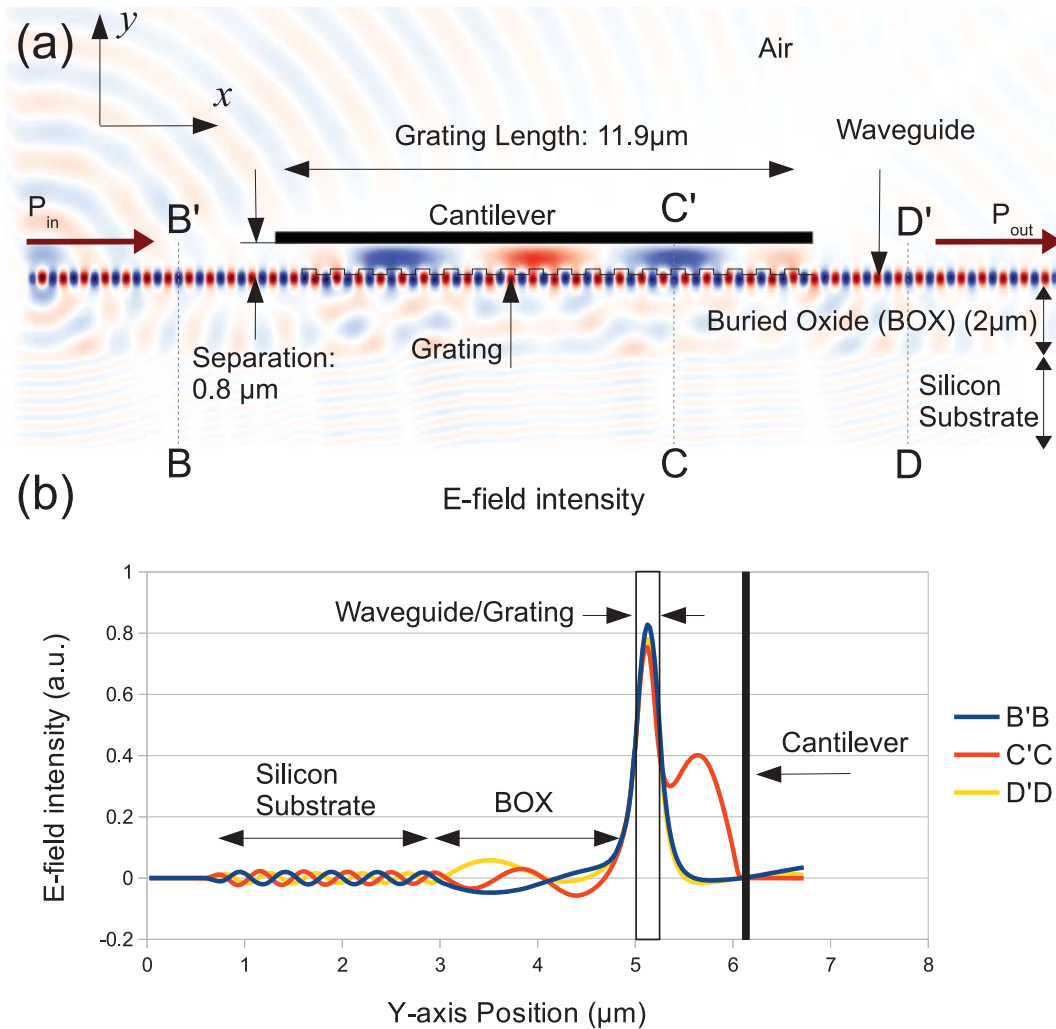 (a)
y
x
Air
Grating Length: 11.9µm
Waveguide
P in
B'
Cantilever
C'
D'
P out
Separation:
0.8 µm
Grating
Buried Oxide (BOX) (2µm)
Silicon
Substrate
B
C
D
(b)
E-field intensity
E-field intensity (a.u.)
1
0.8
0.6
0.4
0.2
0
-0.2
Waveguide/Grating
Cantilever
Silicon
Substrate
BOX
B'B
C'C
D'D
0 1 2 3 4 5 6 7 8
Y-axis Position (µm)